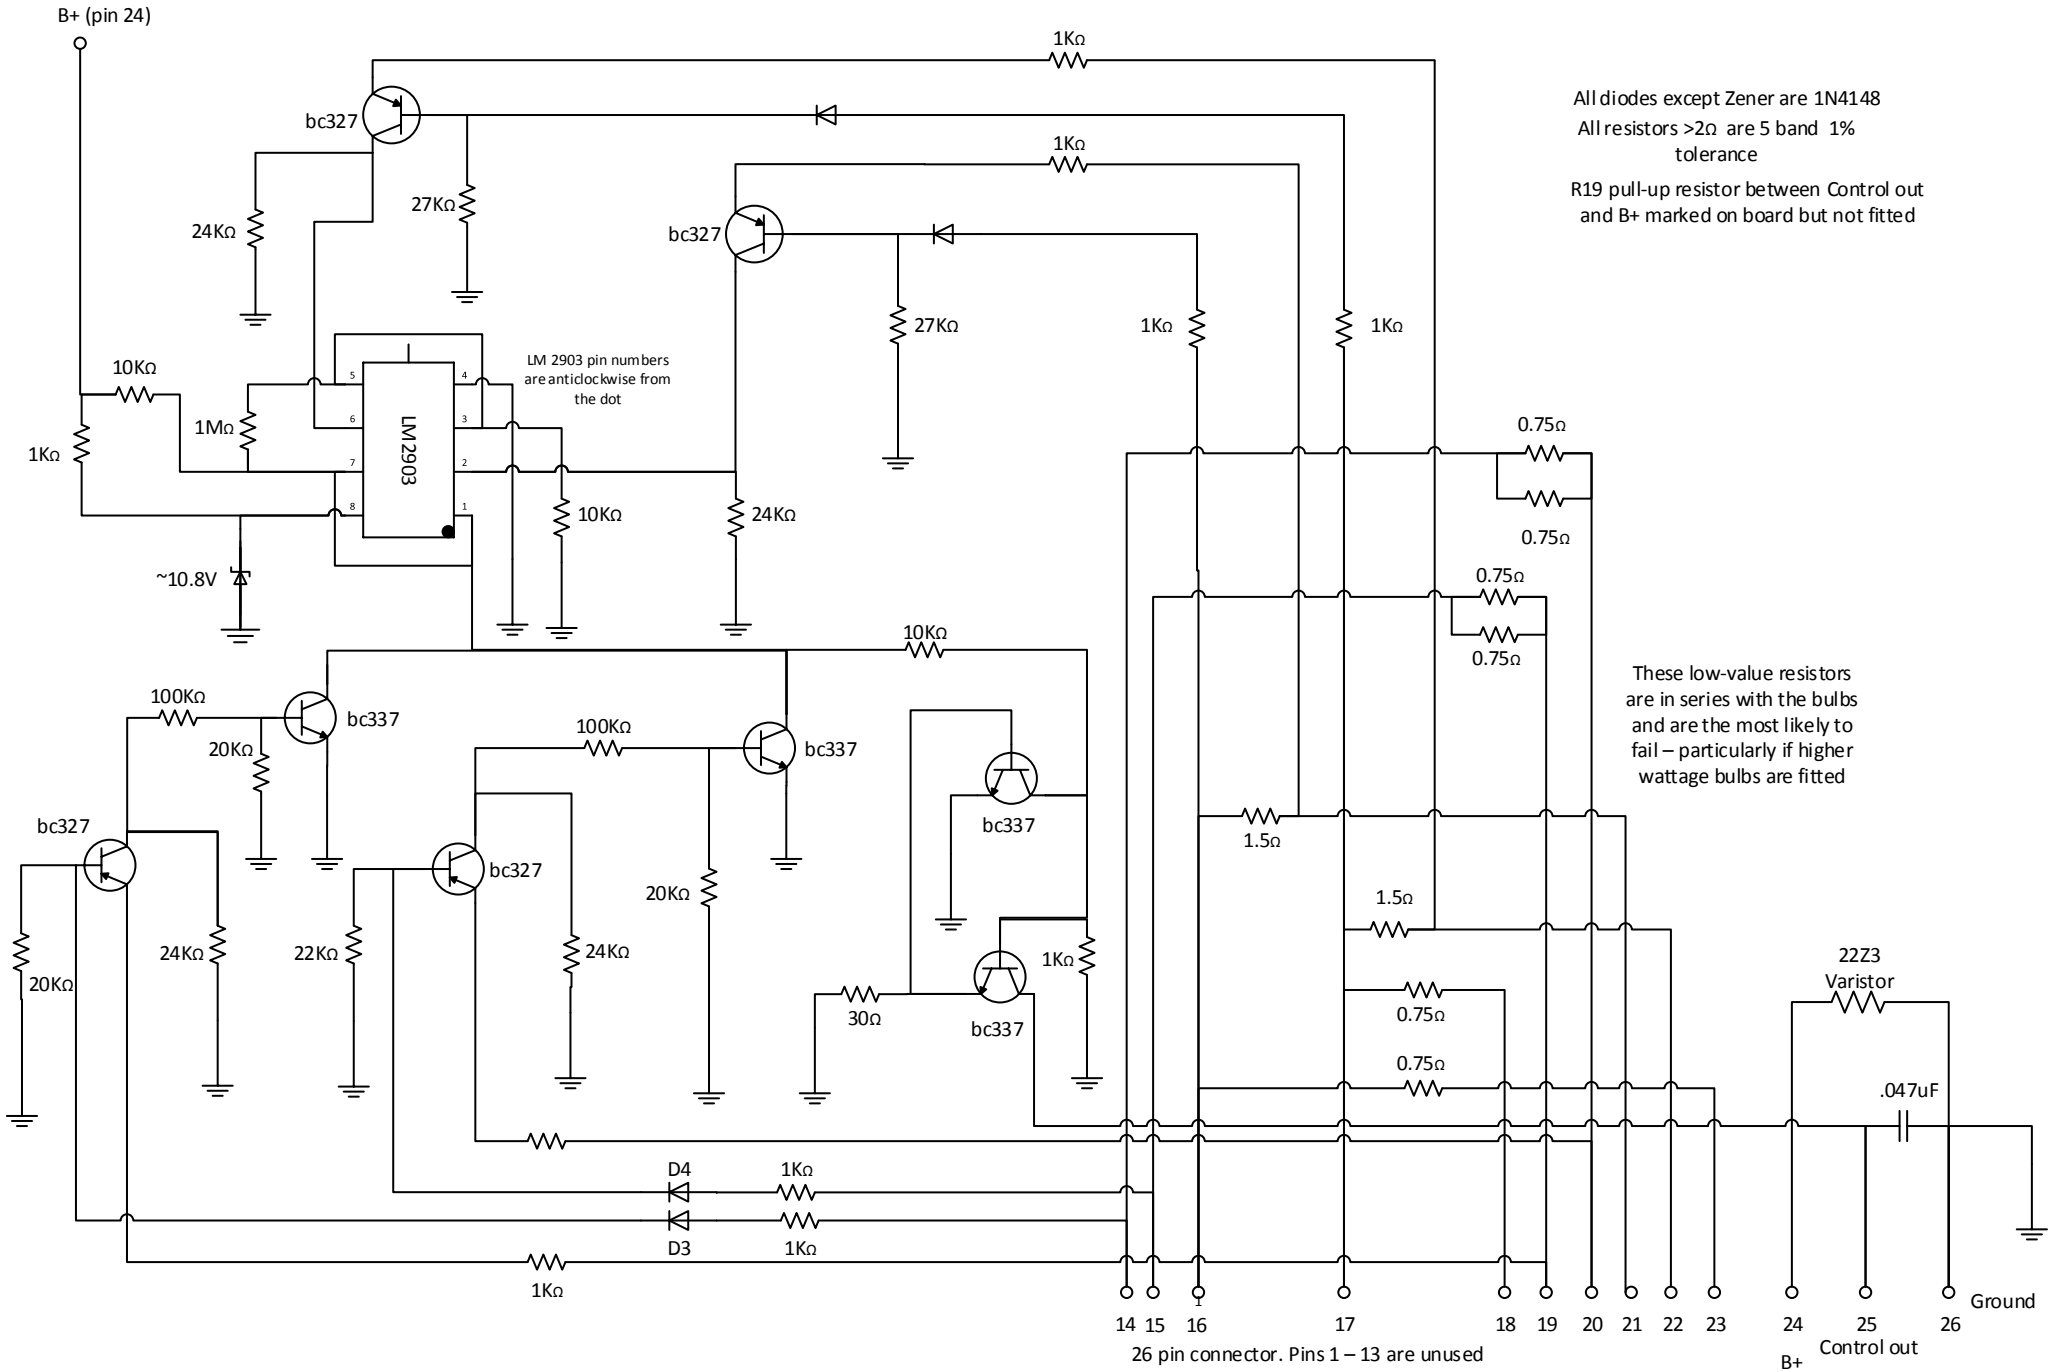 B+ (pin 24)
1KΩ
bc327
All diodes except Zener are 1N4148
All resistors >2Ω are 5 band 1%
tolerance
R19 pull-up resistor between Control out
and B+ marked on board but not fitted
1KΩ
27KΩ
24KΩ
bc327
27KΩ
1KΩ
1KΩ
10KΩ
LM 2903 pin numbers
are anticlockwise from
the dot
5
4
1MΩ
6
3
LM2903
1KΩ
7
2
8
1
0.75Ω
0.75Ω
10KΩ
24KΩ
~10.8V
0.75Ω
0.75Ω
10KΩ
These low-value resistors
are in series with the bulbs
and are the most likely to
fail – particularly if higher
wattage bulbs are fitted
100KΩ
bc337
20KΩ
100KΩ
bc337
bc337
1.5Ω
bc327
bc327
20KΩ
1.5Ω
24KΩ
22KΩ
24KΩ
1KΩ
20KΩ
30Ω
bc337
0.75Ω
0.75Ω
22Z3
Varistor
.047uF
D4
1KΩ
D3
1KΩ
1KΩ
1
Ground
14 15 16 17 18 19 20 21 22 23 24 25 26
Control out
B+
26 pin connector. Pins 1 – 13 are unused